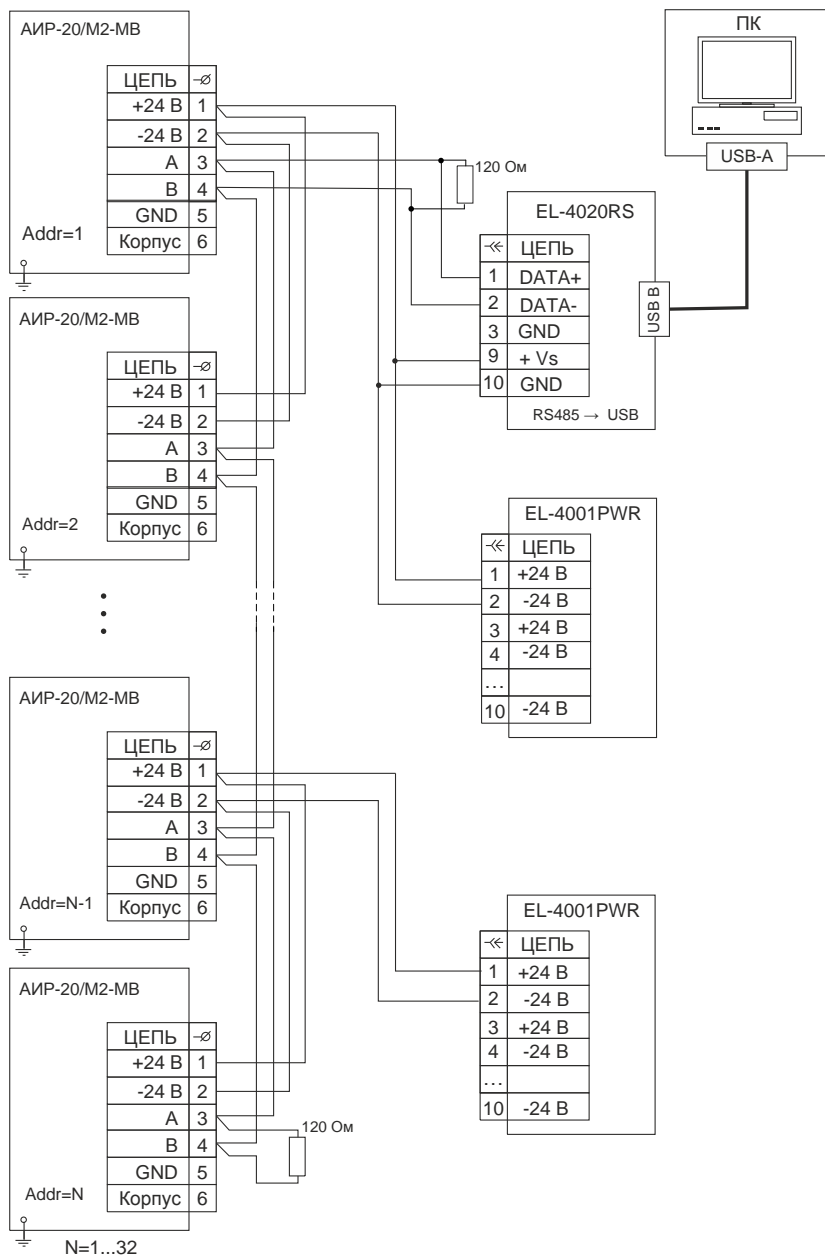 АИР-20/М2-МВ
ЦЕПЬ
+24 В 1
-24 В 2
A 3
B 4
GND 5
Корпус 6
Addr=1
АИР-20/М2-МВ
ЦЕПЬ
+24 В 1
-24 В 2
A 3
B 4
GND 5
Корпус 6
Addr=2
АИР-20/М2-МВ
ЦЕПЬ
+24 В 1
-24 В 2
A 3
B 4
GND 5
Корпус 6
Addr=N-1
АИР-20/М2-МВ
ЦЕПЬ
+24 В 1
-24 В 2
A 3
B 4
GND 5
Корпус 6
Addr=N
N=1...32
120 Ом
120 Ом
ПК
USB-A
EL-4020RS
ЦЕПЬ
1 DATA+
2 DATA-
3 GND
9 + Vs
10 GND
USB B
RS485 → USB
EL-4001PWR
ЦЕПЬ
1 +24 В
2 -24 В
3 +24 В
4 -24 В
...
10 -24 В
EL-4001PWR
ЦЕПЬ
1 +24 В
2 -24 В
3 +24 В
4 -24 В
...
10 -24 В